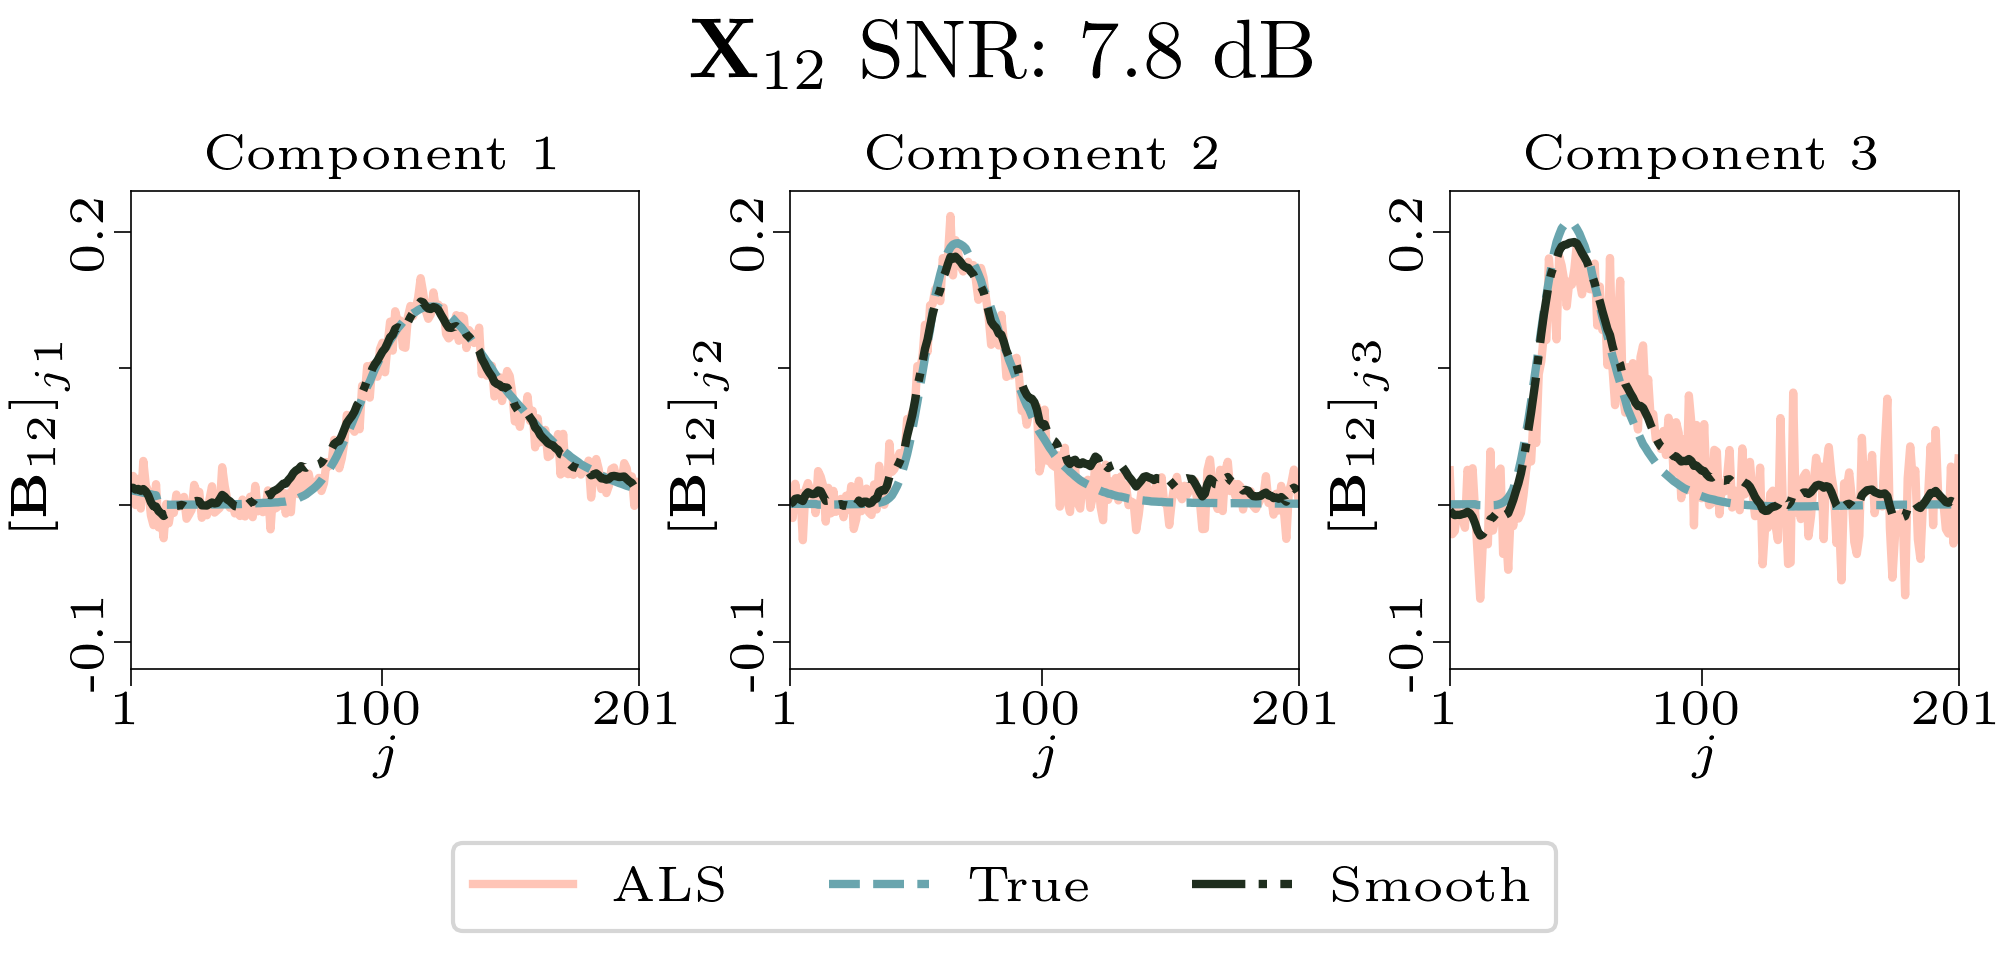 X12 SNR: 7.8 dB
Component 1
Component 2
Component 3
[B12]j1
0.2
-0.1
1
100
201
j
[B12]j2
0.2
-0.1
1
100
201
j
[B12]j3
0.2
-0.1
1
100
201
j
ALS
True
Smooth